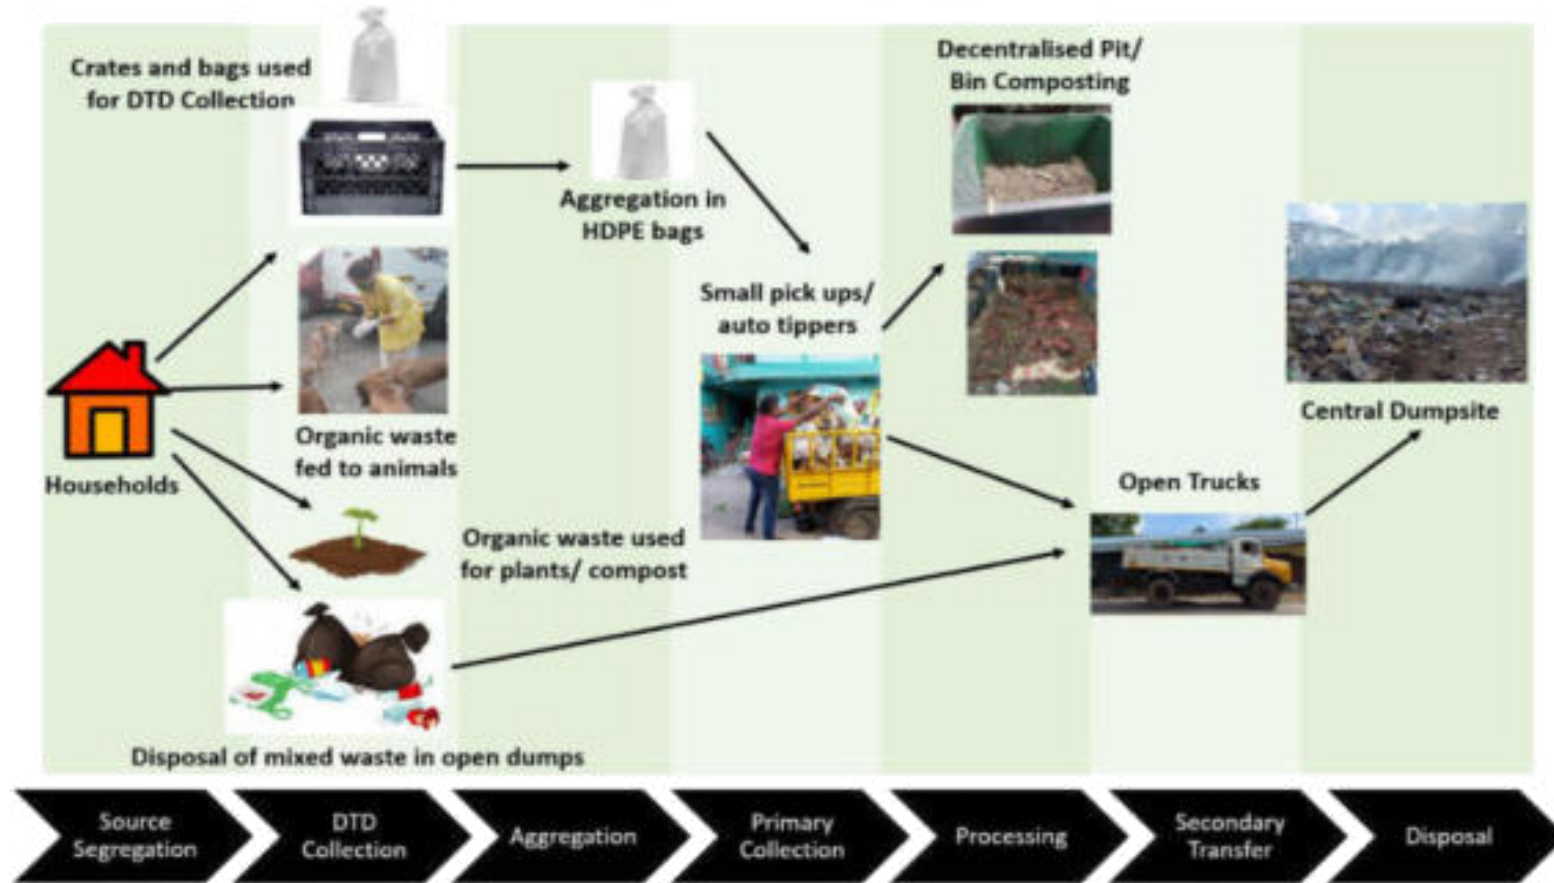 Crates and bags used
for DTD Collection
Aggregation in
HDPE bags
Decentralised Pit/
Bin Composting
Small pick ups/
auto tippers
Central Dumpsite
Organic waste
fed to animals
Households
Open Trucks
Organic waste used
for plants/ compost
Disposal of mixed waste in open dumps
Source
Segregation
DTD
Collection
Aggregation
Primary
Collection
Processing
Secondary
Transfer
Disposal